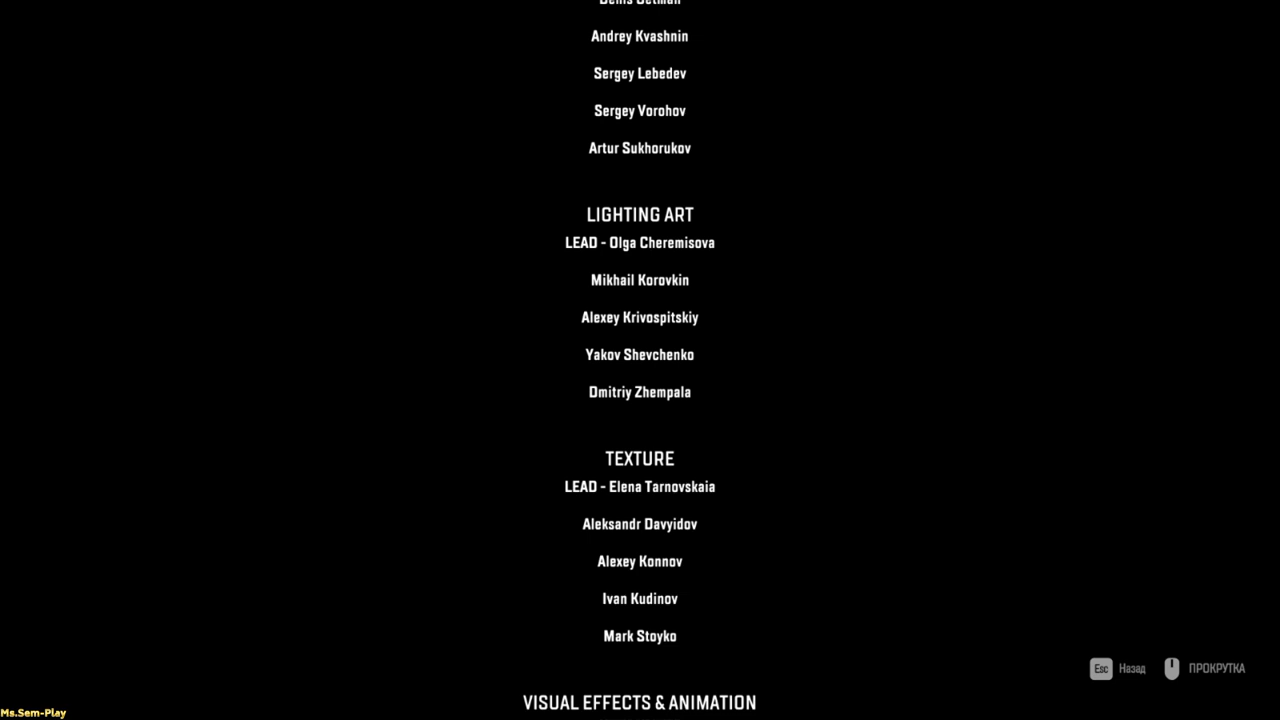 Andrey Kvashnin
Sergey Lebedev
Sergey Vorohov
Artur Sukhorukov
LIGHTING ART
LEAD - Olga Cheremisova
Mikhail Korovkin
Alexey Krivospitskiy
Yakov Shevchenko
Dmitriy Zhempala
TEXTURE
LEAD - Elena Tarnovskaia
Aleksandr Davyidov
Alexey Konnov
Ivan Kudinov
Mark Stoyko
Esc Назад ПРОКРУТКА
VISUAL EFFECTS & ANIMATION
Ms.Sem-Play